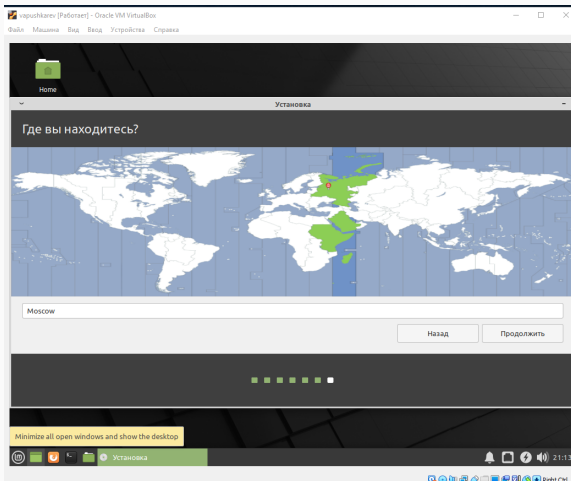 vapushkarev [Работает] - Oracle VM VirtualBox
Файл Машина Вид Ввод Устройства Справка
Home
Установка
Где вы находитесь?
Moscow
Назад Продолжить
Minimize all open windows and show the desktop
Установка 21:13
Right Ctrl